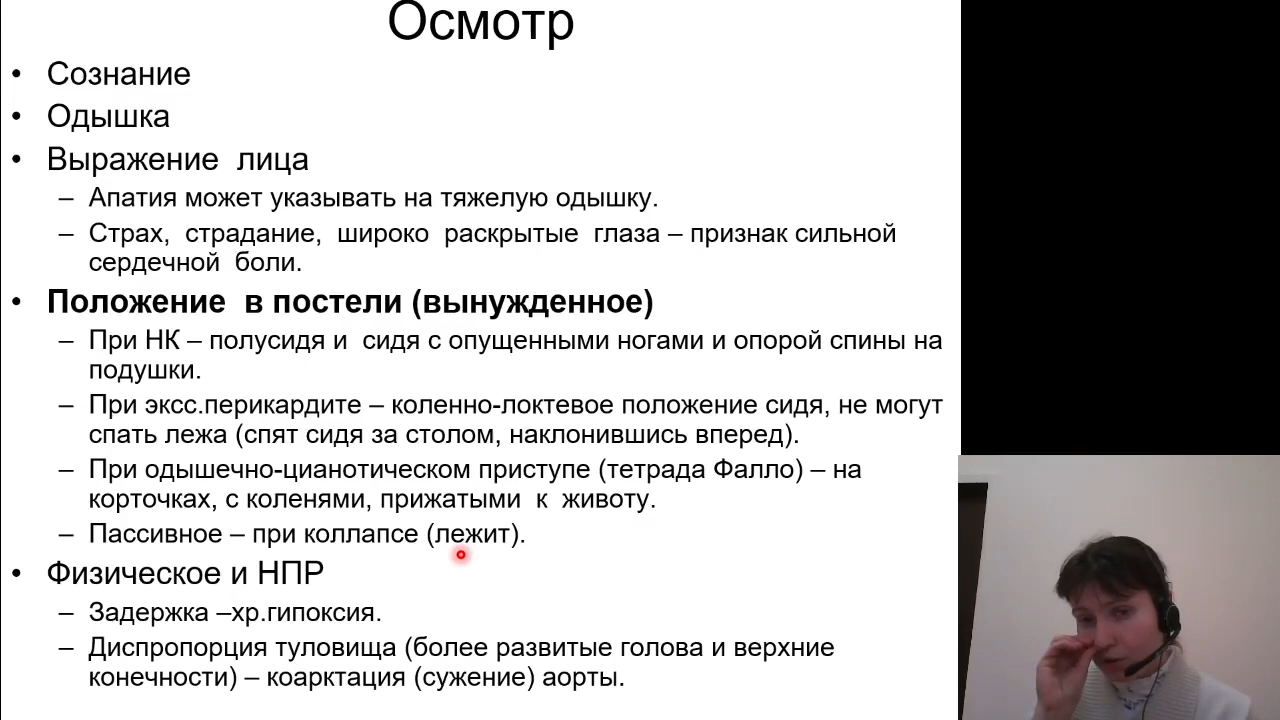 Осмотр
• Сознание
• Одышка
• Выражение лица
– Апатия может указывать на тяжелую одышку.
– Страх, страдание, широко раскрытые глаза – признак сильной
сердечной боли.
• Положение в постели (вынужденное)
– При НК – полусидя и сидя с опущенными ногами и опорой спины на
подушки.
– При эксс.перикардите – коленно-локтевое положение сидя, не могут
спать лежа (спят сидя за столом, наклонившись вперед).
– При одышечно-цианотическом приступе (тетрада Фалло) – на
корточках, с коленями, прижатыми к животу.
– Пассивное – при коллапсе (лежит).
• Физическое и НПР
– Задержка –хр.гипоксия.
– Диспропорция туловища (более развитые голова и верхние
конечности) – коарктация (сужение) аорты.